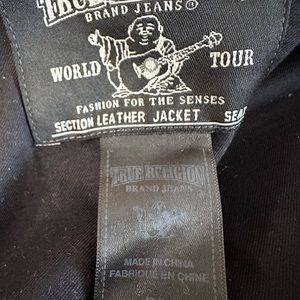 TRUE RELIGION
BRAND JEANS®
WORLD TOUR
FASHION FOR THE SENSES
SECTION LEATHER JACKET
TRUE RELIGION
BRAND JEANS
MADE IN CHINA
FABRIQUÉ EN CHINE